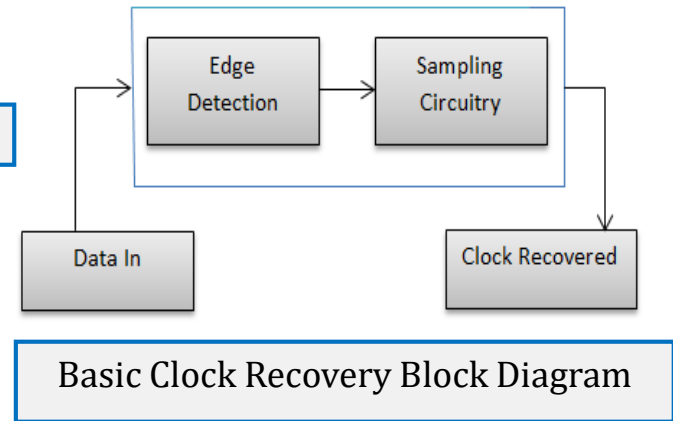 Edge
Detection
Sampling
Circuitry
Data In
Clock Recovered
Basic Clock Recovery Block Diagram